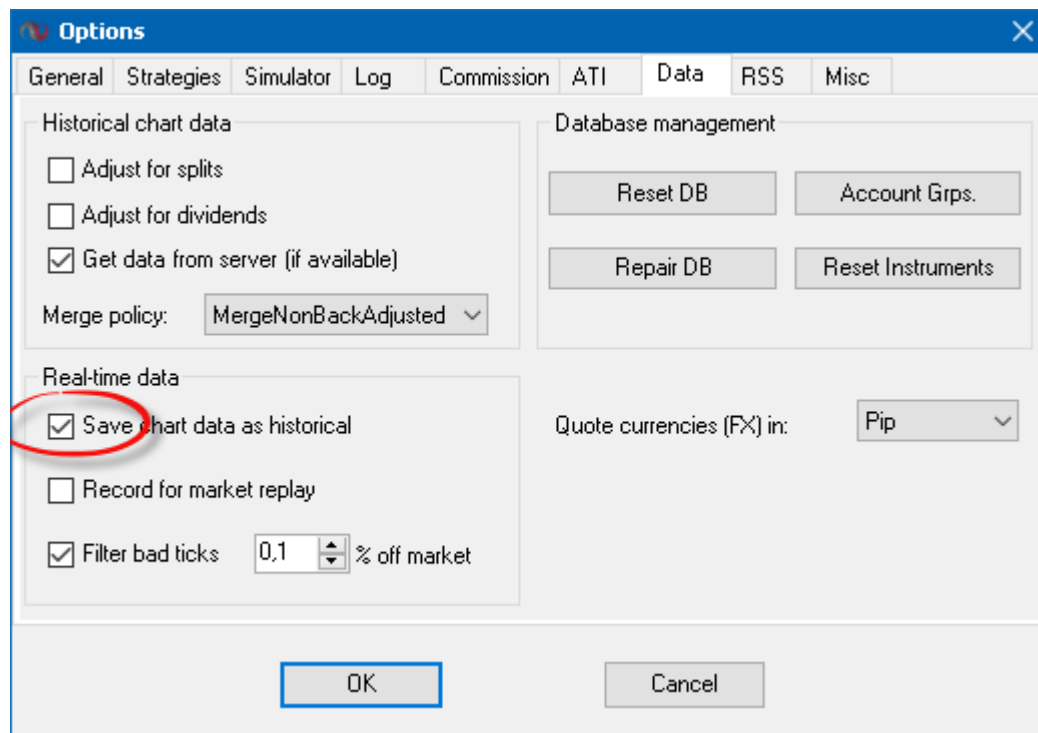 Options
General Strategies Simulator Log Commission ATI Data RSS Misc
Historical chart data
Adjust for splits
Adjust for dividends
Get data from server (if available)
Merge policy: MergeNonBackAdjusted
Database management
Reset DB Account Grps.
Repair DB Reset Instruments
Real-time data
Save chart data as historical
Record for market replay
Filter bad ticks 0,1 % off market
Quote currencies (FX) in: Pip
OK Cancel